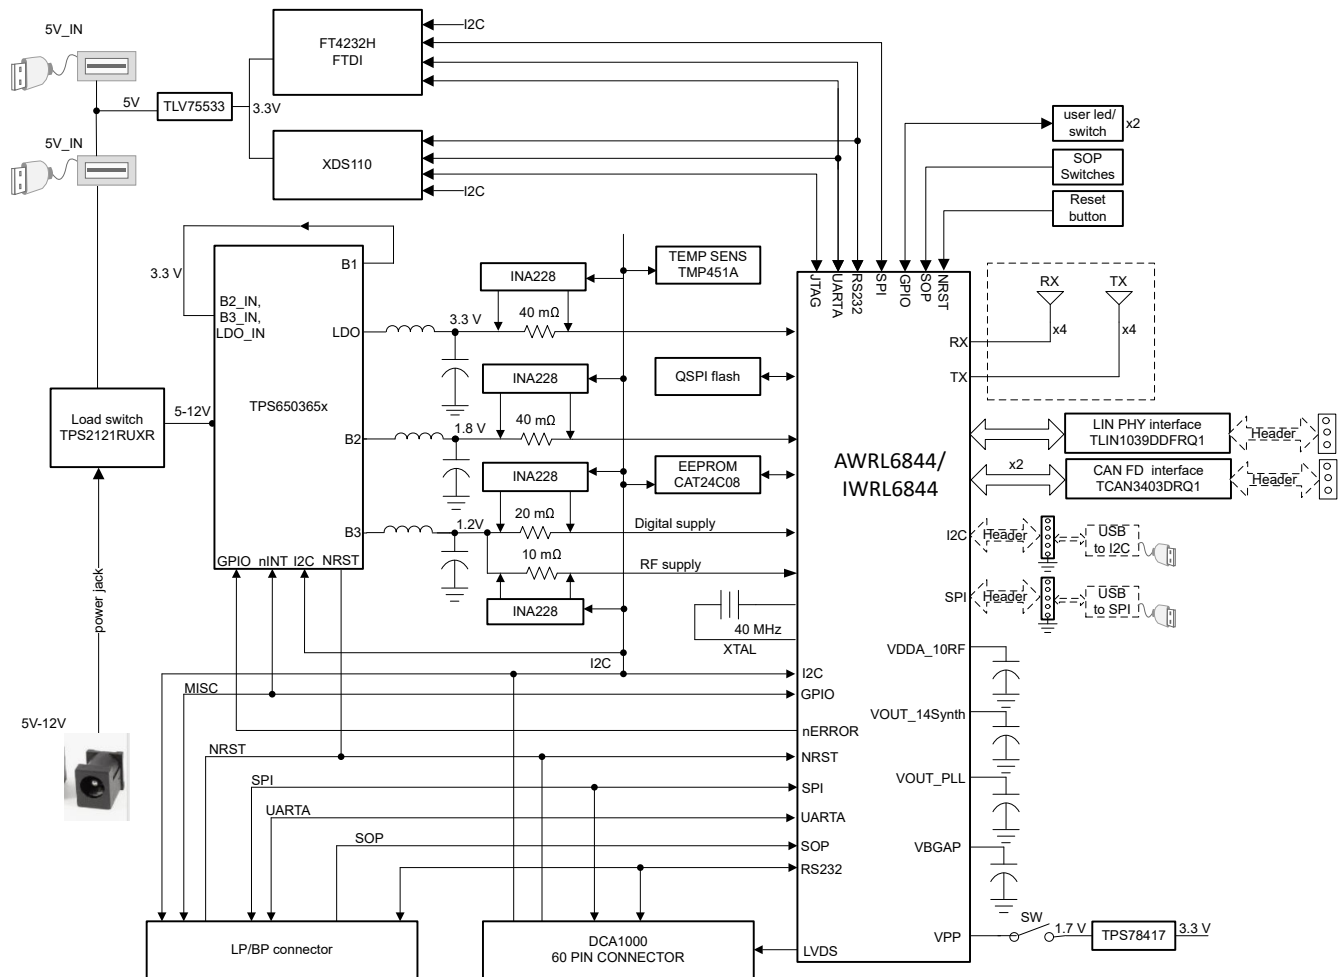 5V_IN
5V_IN
5V
TLV75533
3.3V
FT4232H
FTDI
I2C
XDS110
I2C
user led/
switch
x2
SOP
Switches
Reset
button
3.3 V
B1
B2_IN,
B3_IN,
LDO_IN
LDO
TPS650365x
B2
B3
GPIO nINT I2C NRST
Load switch
TPS2121RUXR
5-12V
power jack
5V-12V
INA228
3.3 V
40 mΩ
INA228
1.8 V
40 mΩ
INA228
1.2V
20 mΩ
Digital supply
10 mΩ
RF supply
INA228
TEMP SENS
TMP451A
QSPI flash
EEPROM
CAT24C08
40 MHz
XTAL
JTAG
UARTA
RS232
SPI
GPIO
SOP
NRST
AWRL6844/
IWRL6844
RX
TX
RX
TX
x4
x4
LIN PHY interface
TLIN1039DDFRQ1
Header
x2
CAN FD interface
TCAN3403DRQ1
Header
I2C
Header
USB
to I2C
SPI
Header
USB
to SPI
VDDA_10RF
VOUT_14Synth
VOUT_PLL
VBGAP
VPP
SW
1.7 V
TPS78417
3.3 V
I2C
I2C
MISC
GPIO
nERROR
NRST
NRST
SPI
SPI
UARTA
UARTA
SOP
SOP
RS232
LVDS
LP/BP connector
DCA1000
60 PIN CONNECTOR